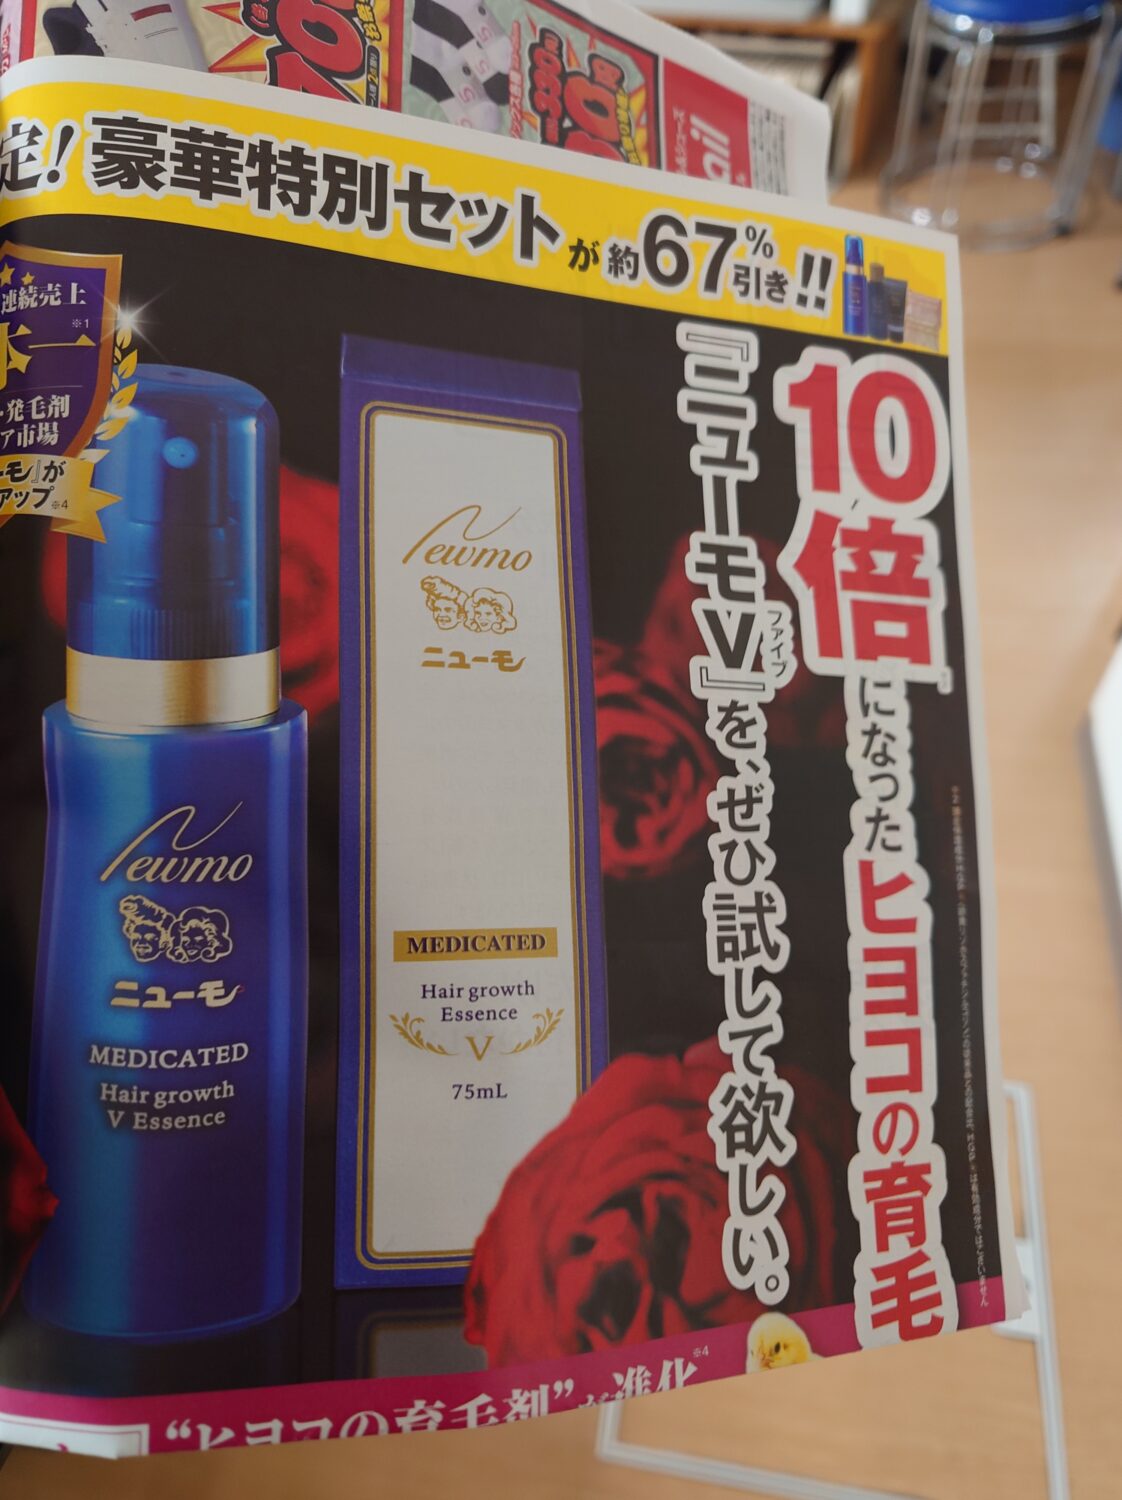 定!豪華特別セットが約67%引き!!
連続売上
本一※1
・発毛剤
ア市場
ーモ』が
アップ※4
10倍になったヒヨコの育毛
『ニューモV』を、ぜひ試して欲しい。
ファイブ
Newmo
ニューモ
MEDICATED
Hair growth
V Essence
Newmo
ニューモ
MEDICATED
Hair growth
Essence
V
75mL
“ヒヨコの育毛剤”が進化※4